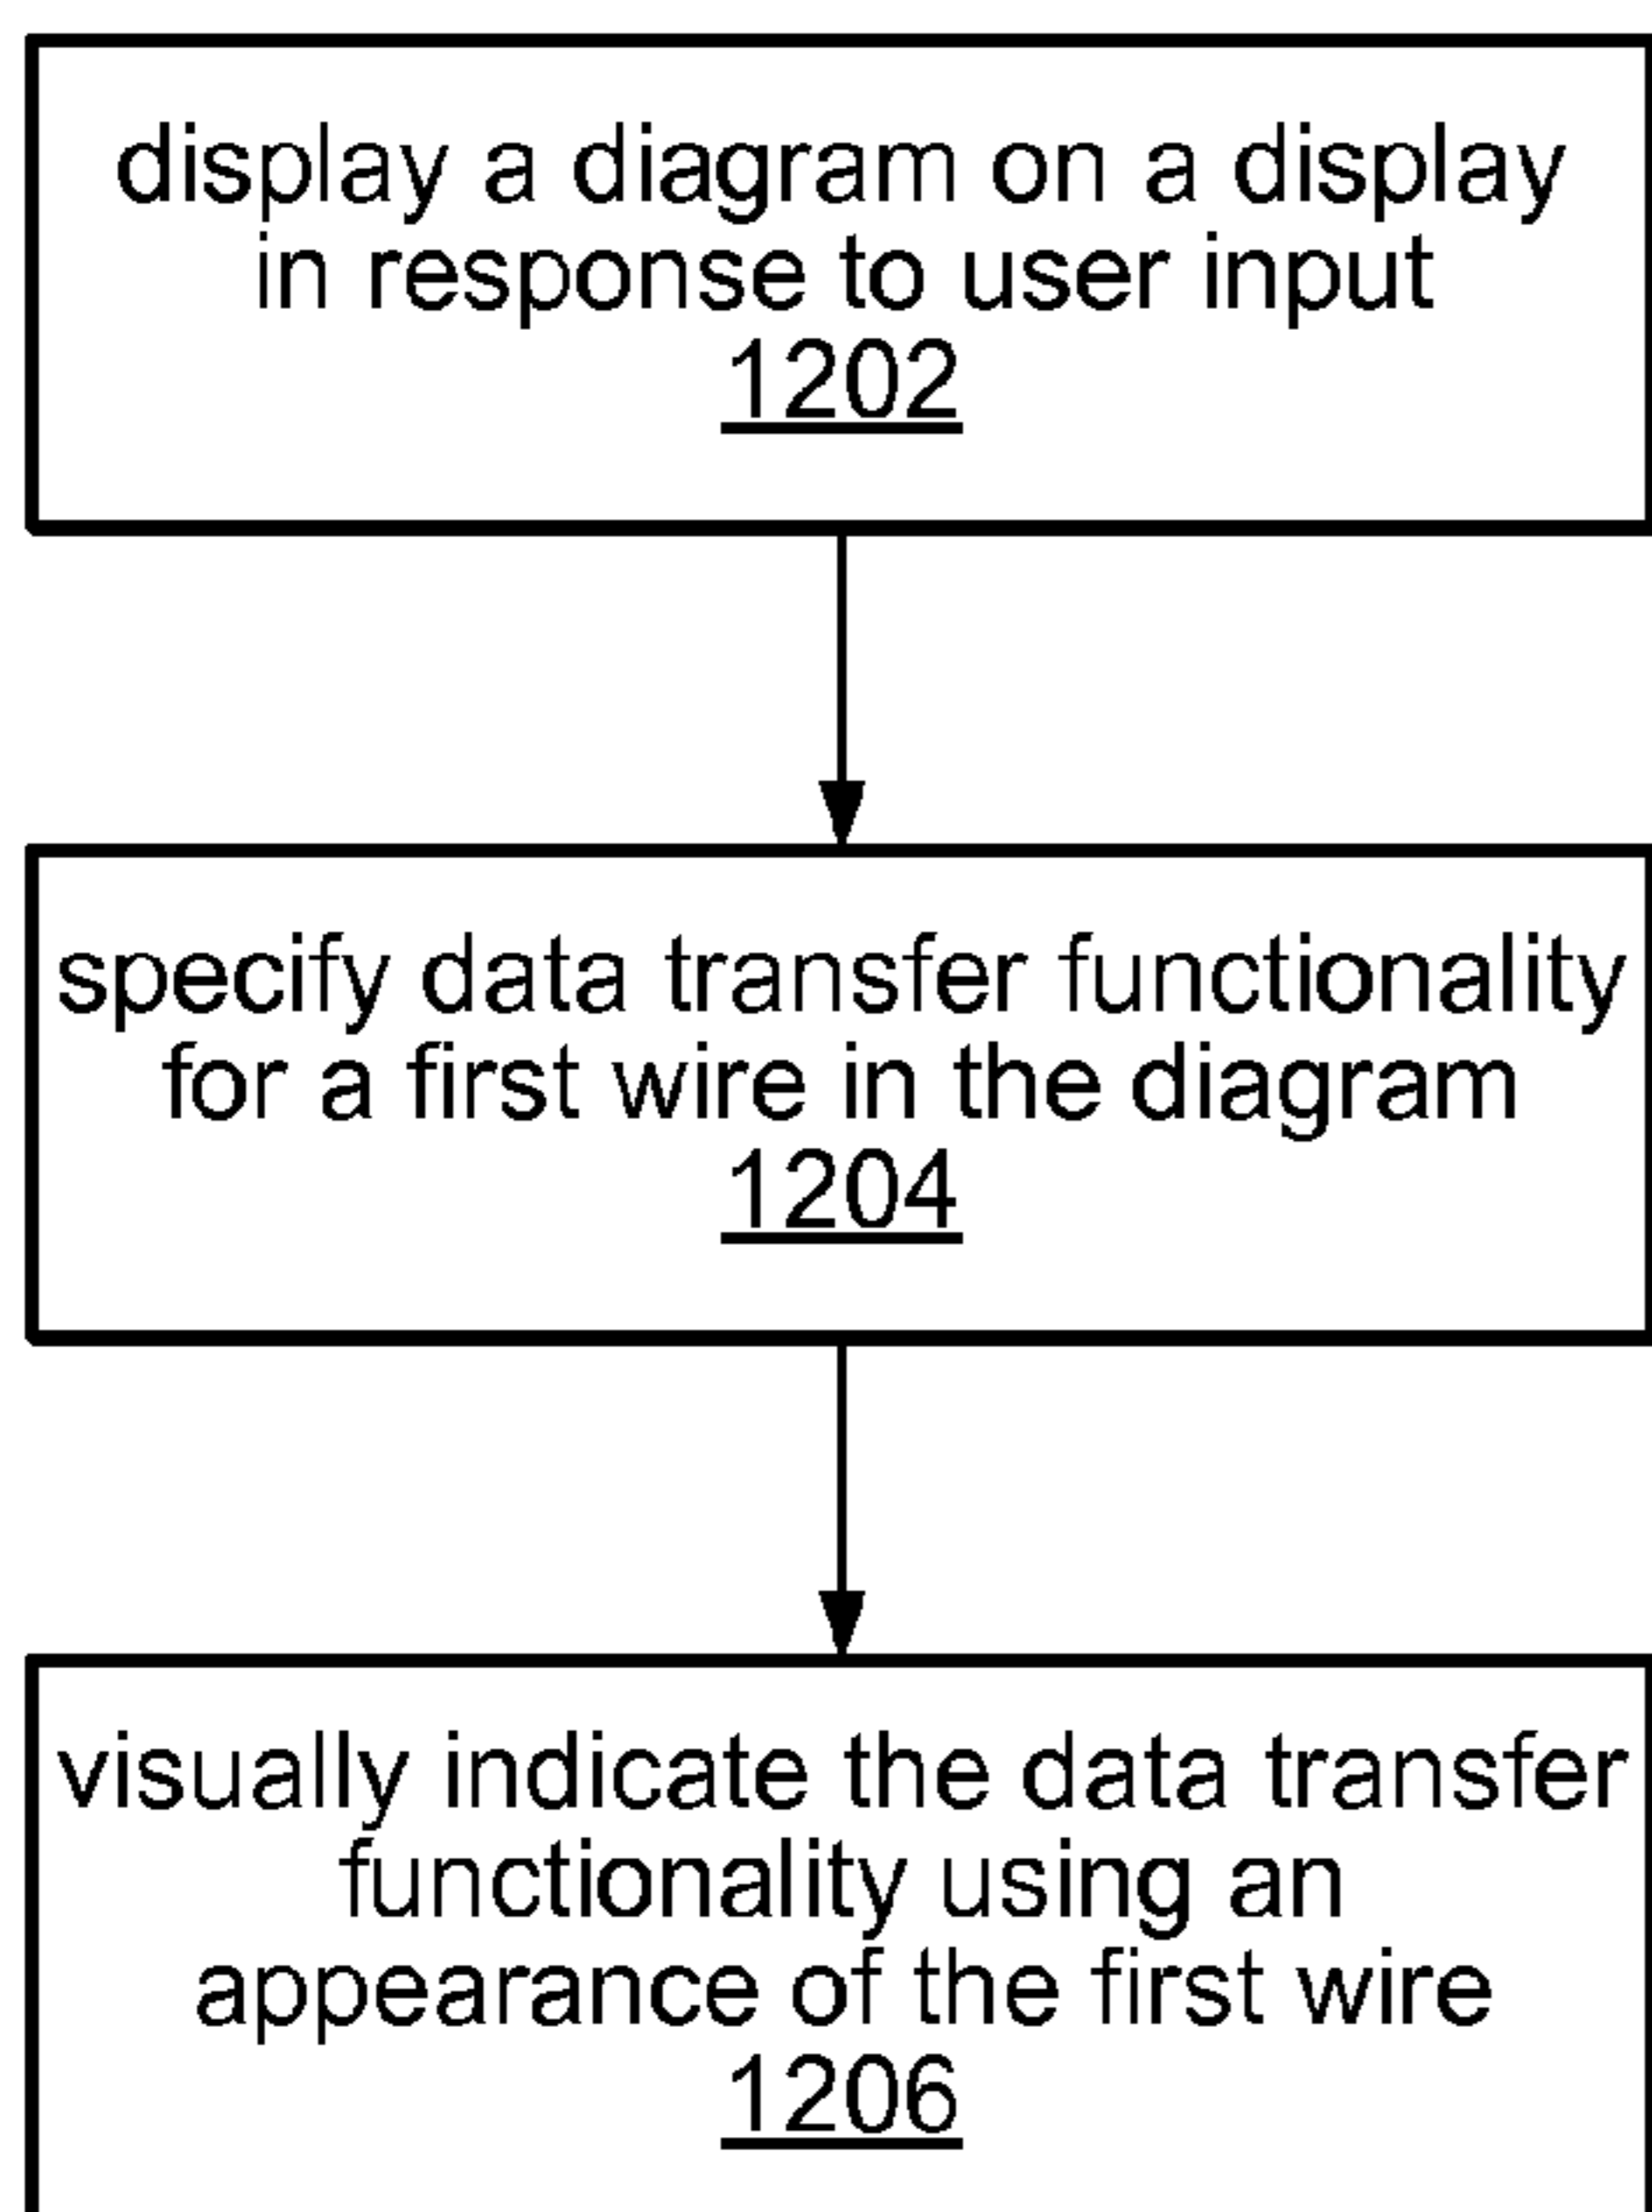 display a diagram on a display
in response to user input
1202
specify data transfer functionality
for a first wire in the diagram
1204
visually indicate the data transfer
functionality using an
appearance of the first wire
1206